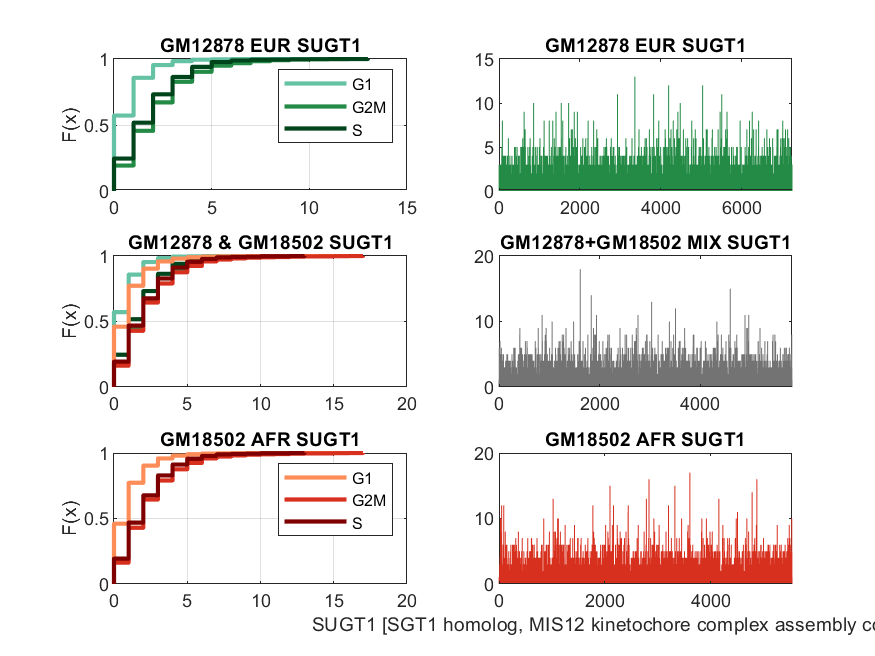 GM12878 EUR SUGT1
1
0.5
0
F(x)
0 5 10 15
G1
G2M
S
GM12878 EUR SUGT1
15
10
5
0
0 2000 4000 6000
GM12878 & GM18502 SUGT1
1
0.5
0
F(x)
0 5 10 15 20
GM12878+GM18502 MIX SUGT1
20
10
0
0 2000 4000
GM18502 AFR SUGT1
1
0.5
0
F(x)
0 5 10 15 20
G1
G2M
S
GM18502 AFR SUGT1
20
10
0
0 2000 4000
SUGT1 [SGT1 homolog, MIS12 kinetochore complex assembly